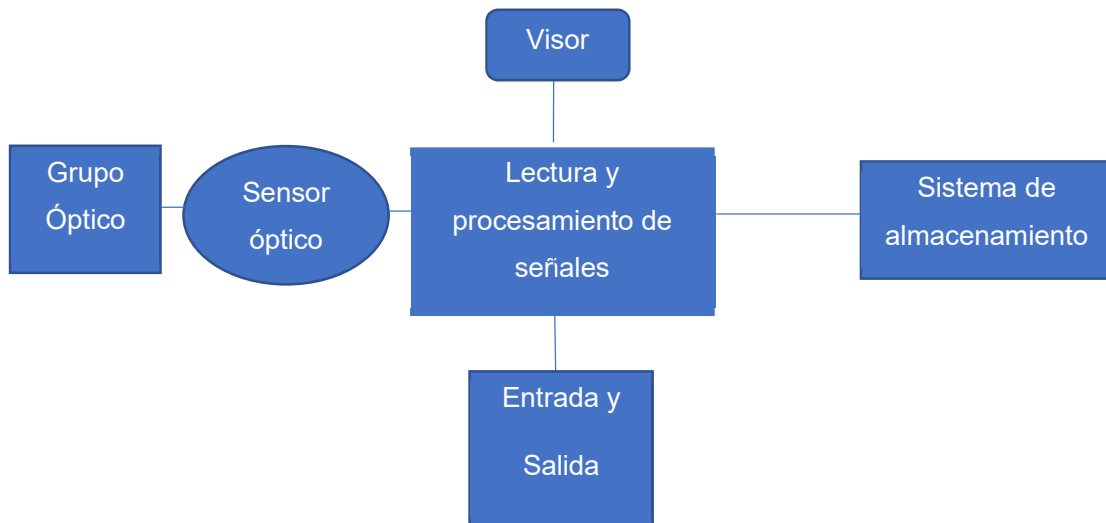 Visor
Grupo
Óptico
Sensor
óptico
Lectura y
procesamiento de
señales
Sistema de
almacenamiento
Entrada y
Salida